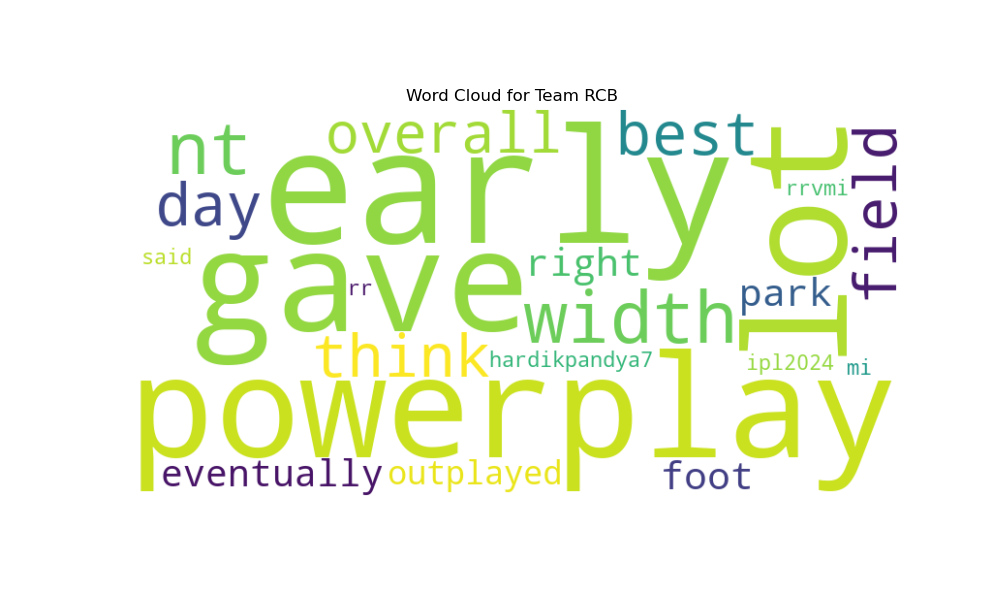 Word Cloud for Team RCB
nt
overall
best
early
lot
field
day
rrvmi
said
gave
rr
right
width
park
think
hardikpandya7
ipl2024
mi
powerplay
eventually
outplayed
foot